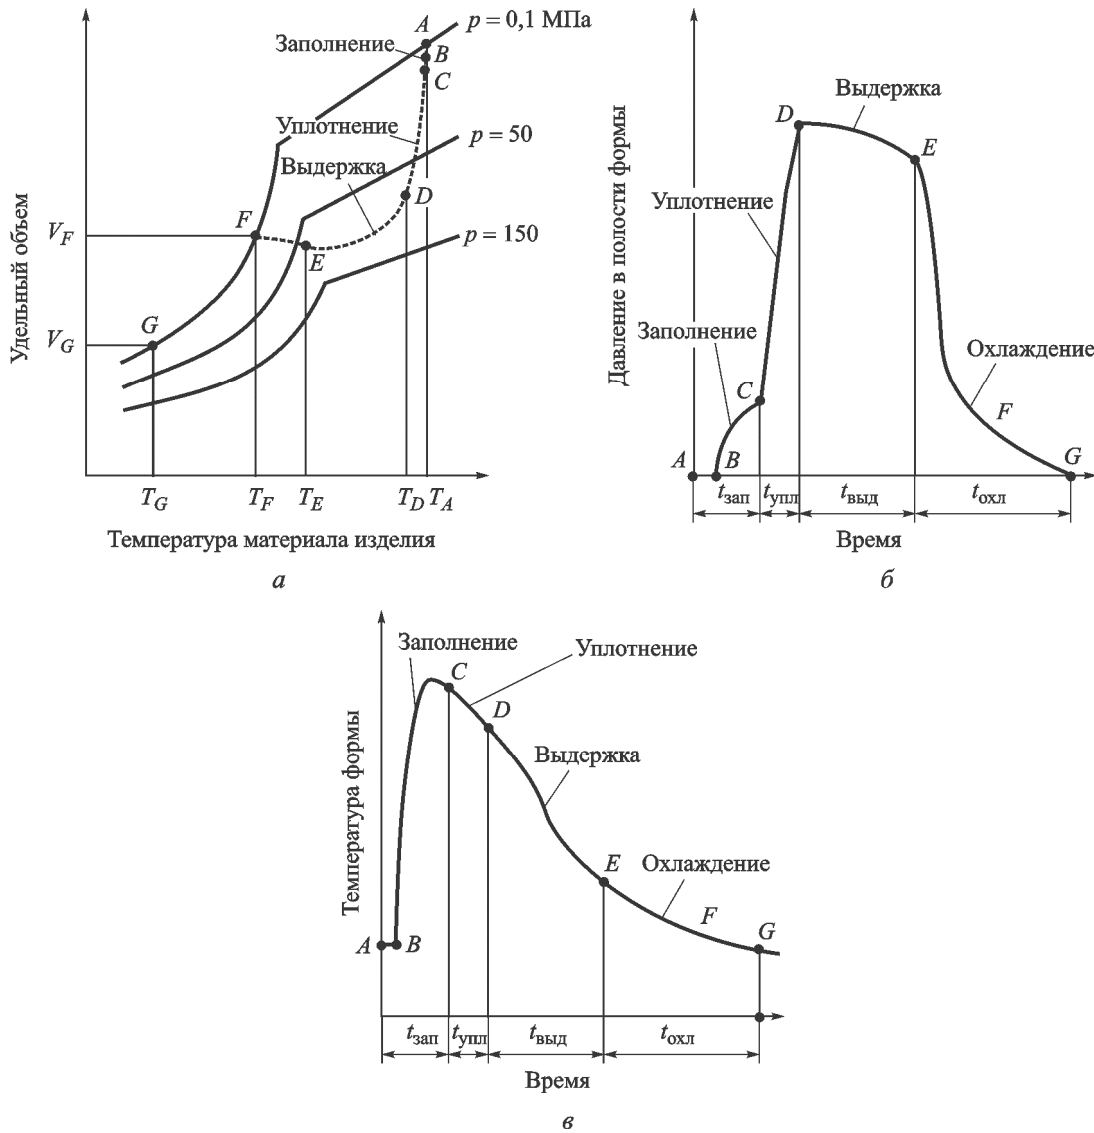 p = 0,1 МПа
A
Заполнение
B
C
Уплотнение
p = 50
Выдержка
D
F
V_F
E
p = 150
G
V_G
Удельный объем
T_G T_F T_E T_D T_A
Температура материала изделия
а
Давление в полости формы
Выдержка
D
E
Уплотнение
Заполнение
C
Охлаждение
F
A
B
G
t_зап t_упл t_выд t_охл
Время
б
Температура формы
Заполнение
Уплотнение
C
D
Выдержка
E
Охлаждение
F
G
A
B
t_зап t_упл t_выд t_охл
Время
в